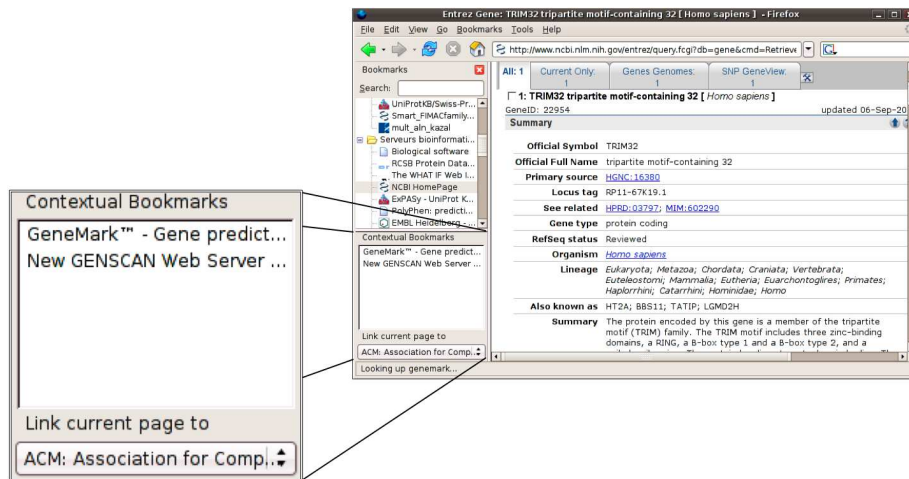 Entrez Gene: TRIM32 tripartite motif-containing 32 [ Homo sapiens ] - Firefox
File Edit View Go Bookmarks Tools Help
http://www.ncbi.nlm.nih.gov/entrez/query.fcgi?db=gene&cmd=Retrieve
Bookmarks
Search:
UniProtKB/Swiss-Pr...
Smart_FIMACfamily...
mult_aln_kazal
Serveurs bioinformati...
Biological software
RCSB Protein Data...
The WHAT IF Web I...
NCBI HomePage
ExPASy - UniProt K...
PolyPhen: predicti...
EMBL Heidelberg - ...
Contextual Bookmarks
GeneMark™ - Gene predict...
New GENSCAN Web Server ...
Link current page to
ACM: Association for Compl..
Looking up genemark...
All: 1 Current Only: 1 Genes Genomes: 1 SNP GeneView: 1
1: TRIM32 tripartite motif-containing 32 [ Homo sapiens ]
GeneID: 22954 updated 06-Sep-20
Summary
Official Symbol TRIM32
Official Full Name tripartite motif-containing 32
Primary source HGNC:16380
Locus tag RP11-67K19.1
See related HPRD:03797; MIM:602290
Gene type protein coding
RefSeq status Reviewed
Organism Homo sapiens
Lineage Eukaryota; Metazoa; Chordata; Craniata; Vertebrata;
Euteleostomi; Mammalia; Eutheria; Euarchontoglires; Primates;
Haplorrhini; Catarrhini; Hominidae; Homo
Also known as HT2A; BBS11; TATIP; LGMD2H
Summary The protein encoded by this gene is a member of the tripartite
motif (TRIM) family. The TRIM motif includes three zinc-binding
domains, a RING, a B-box type 1 and a B-box type 2, and a
Contextual Bookmarks
GeneMark™ - Gene predict...
New GENSCAN Web Server ...
Link current page to
ACM: Association for Comp..